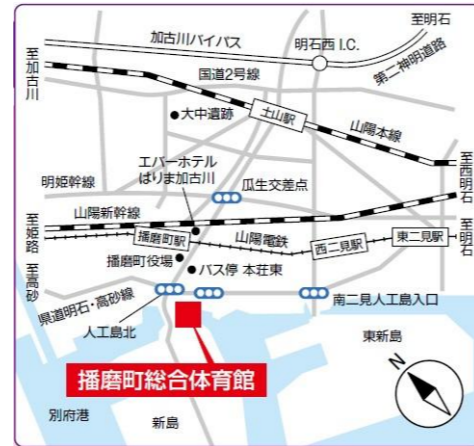 至明石
加古川バイパス
明石西 I.C.
第二神明道路
至加古川
国道2号線
大中遺跡
土山駅
山陽本線
エバーホテル
はりま加古川
瓜生交差点
明姫幹線
至西明石
山陽新幹線
至姫路
播磨町駅
山陽電鉄
西二見駅
東二見駅
至明石
播磨町役場
バス停 本荘東
至高砂
県道明石・高砂線
人工島北
南二見人工島入口
播磨町総合体育館
東新島
N
別府港
新島